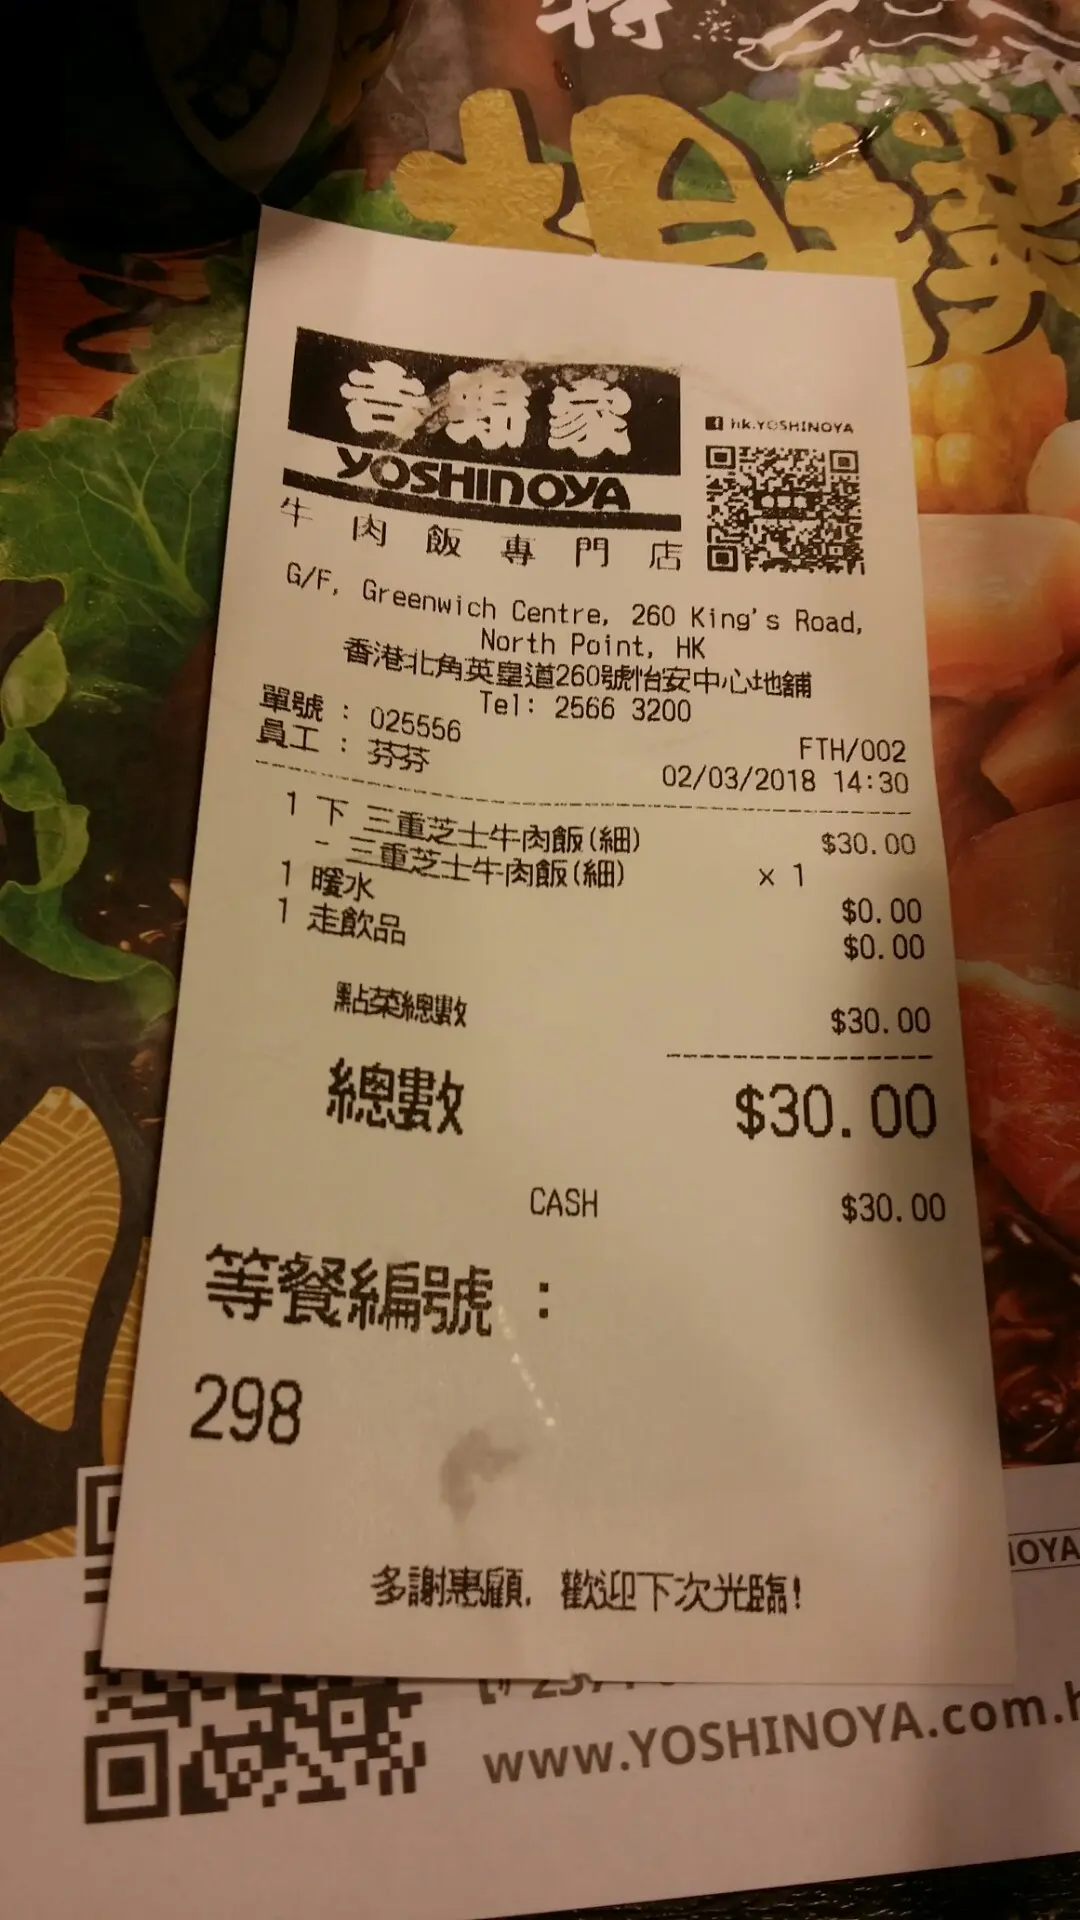 特
吉野家
YOSHINOYA
hk.YOSHINOYA
牛肉飯專門店
G/F, Greenwich Centre, 260 King's Road,
North Point, HK
香港北角英皇道260號怡安中心地舖
Tel: 2566 3200
單號 : 025556
FTH/002
員工 : 芬芬
02/03/2018 14:30
1 下 三重芝士牛肉飯(細) $30.00
- 三重芝士牛肉飯(細) x 1
1 暖水 $0.00
1 走飲品 $0.00
點菜總數 $30.00
總數 $30.00
CASH $30.00
等餐編號 :
298
多謝惠顧, 歡迎下次光臨!
www.YOSHINOYA.com.h